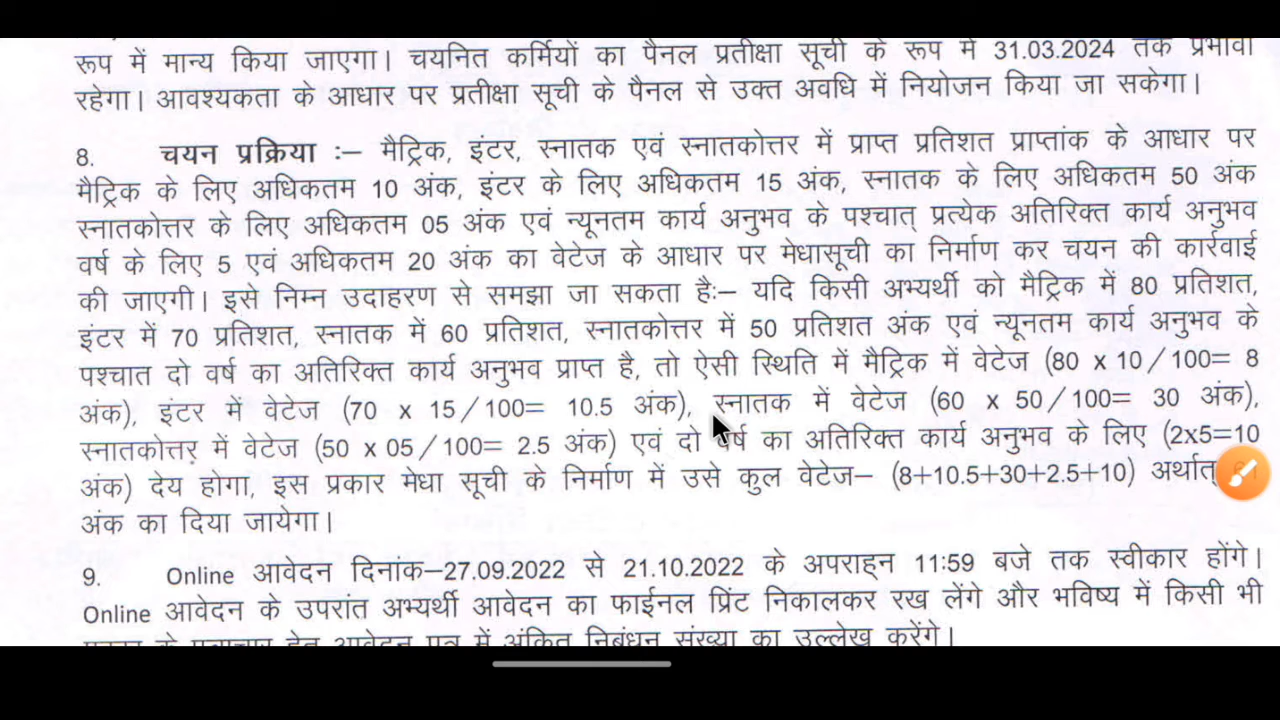 रूप में मान्य किया जाएगा। चयनित कर्मियों का पैनल प्रतीक्षा सूची के रूप में 31.03.2024 तक प्रभावी
रहेगा। आवश्यकता के आधार पर प्रतीक्षा सूची के पैनल से उक्त अवधि में नियोजन किया जा सकेगा।
8. चयन प्रक्रिया :– मैट्रिक, इंटर, स्नातक एवं स्नातकोत्तर में प्राप्त प्रतिशत प्राप्तांक के आधार पर
मैट्रिक के लिए अधिकतम 10 अंक, इंटर के लिए अधिकतम 15 अंक, स्नातक के लिए अधिकतम 50 अंक
स्नातकोत्तर के लिए अधिकतम 05 अंक एवं न्यूनतम कार्य अनुभव के पश्चात् प्रत्येक अतिरिक्त कार्य अनुभव
वर्ष के लिए 5 एवं अधिकतम 20 अंक का वेटेज के आधार पर मेधासूची का निर्माण कर चयन की कार्रवाई
की जाएगी। इसे निम्न उदाहरण से समझा जा सकता है:– यदि किसी अभ्यर्थी को मैट्रिक में 80 प्रतिशत,
इंटर में 70 प्रतिशत, स्नातक में 60 प्रतिशत, स्नातकोत्तर में 50 प्रतिशत अंक एवं न्यूनतम कार्य अनुभव के
पश्चात दो वर्ष का अतिरिक्त कार्य अनुभव प्राप्त है, तो ऐसी स्थिति में मैट्रिक में वेटेज (80 x 10/100= 8
अंक), इंटर में वेटेज (70 x 15/100= 10.5 अंक), स्नातक में वेटेज (60 x 50/100= 30 अंक),
स्नातकोत्तर में वेटेज (50 x 05/100= 2.5 अंक) एवं दो वर्ष का अतिरिक्त कार्य अनुभव के लिए (2x5=10
अंक) देय होगा, इस प्रकार मेधा सूची के निर्माण में उसे कुल वेटेज– (8+10.5+30+2.5+10) अर्थात्
अंक का दिया जायेगा।
9. Online आवेदन दिनांक–27.09.2022 से 21.10.2022 के अपराह्न 11:59 बजे तक स्वीकार होंगे।
Online आवेदन के उपरांत अभ्यर्थी आवेदन का फाईनल प्रिंट निकालकर रख लेंगे और भविष्य में किसी भी
के पत्राचार हेतु आवेदन पत्र में अंकित निबंधन संख्या का उल्लेख करेंगे।